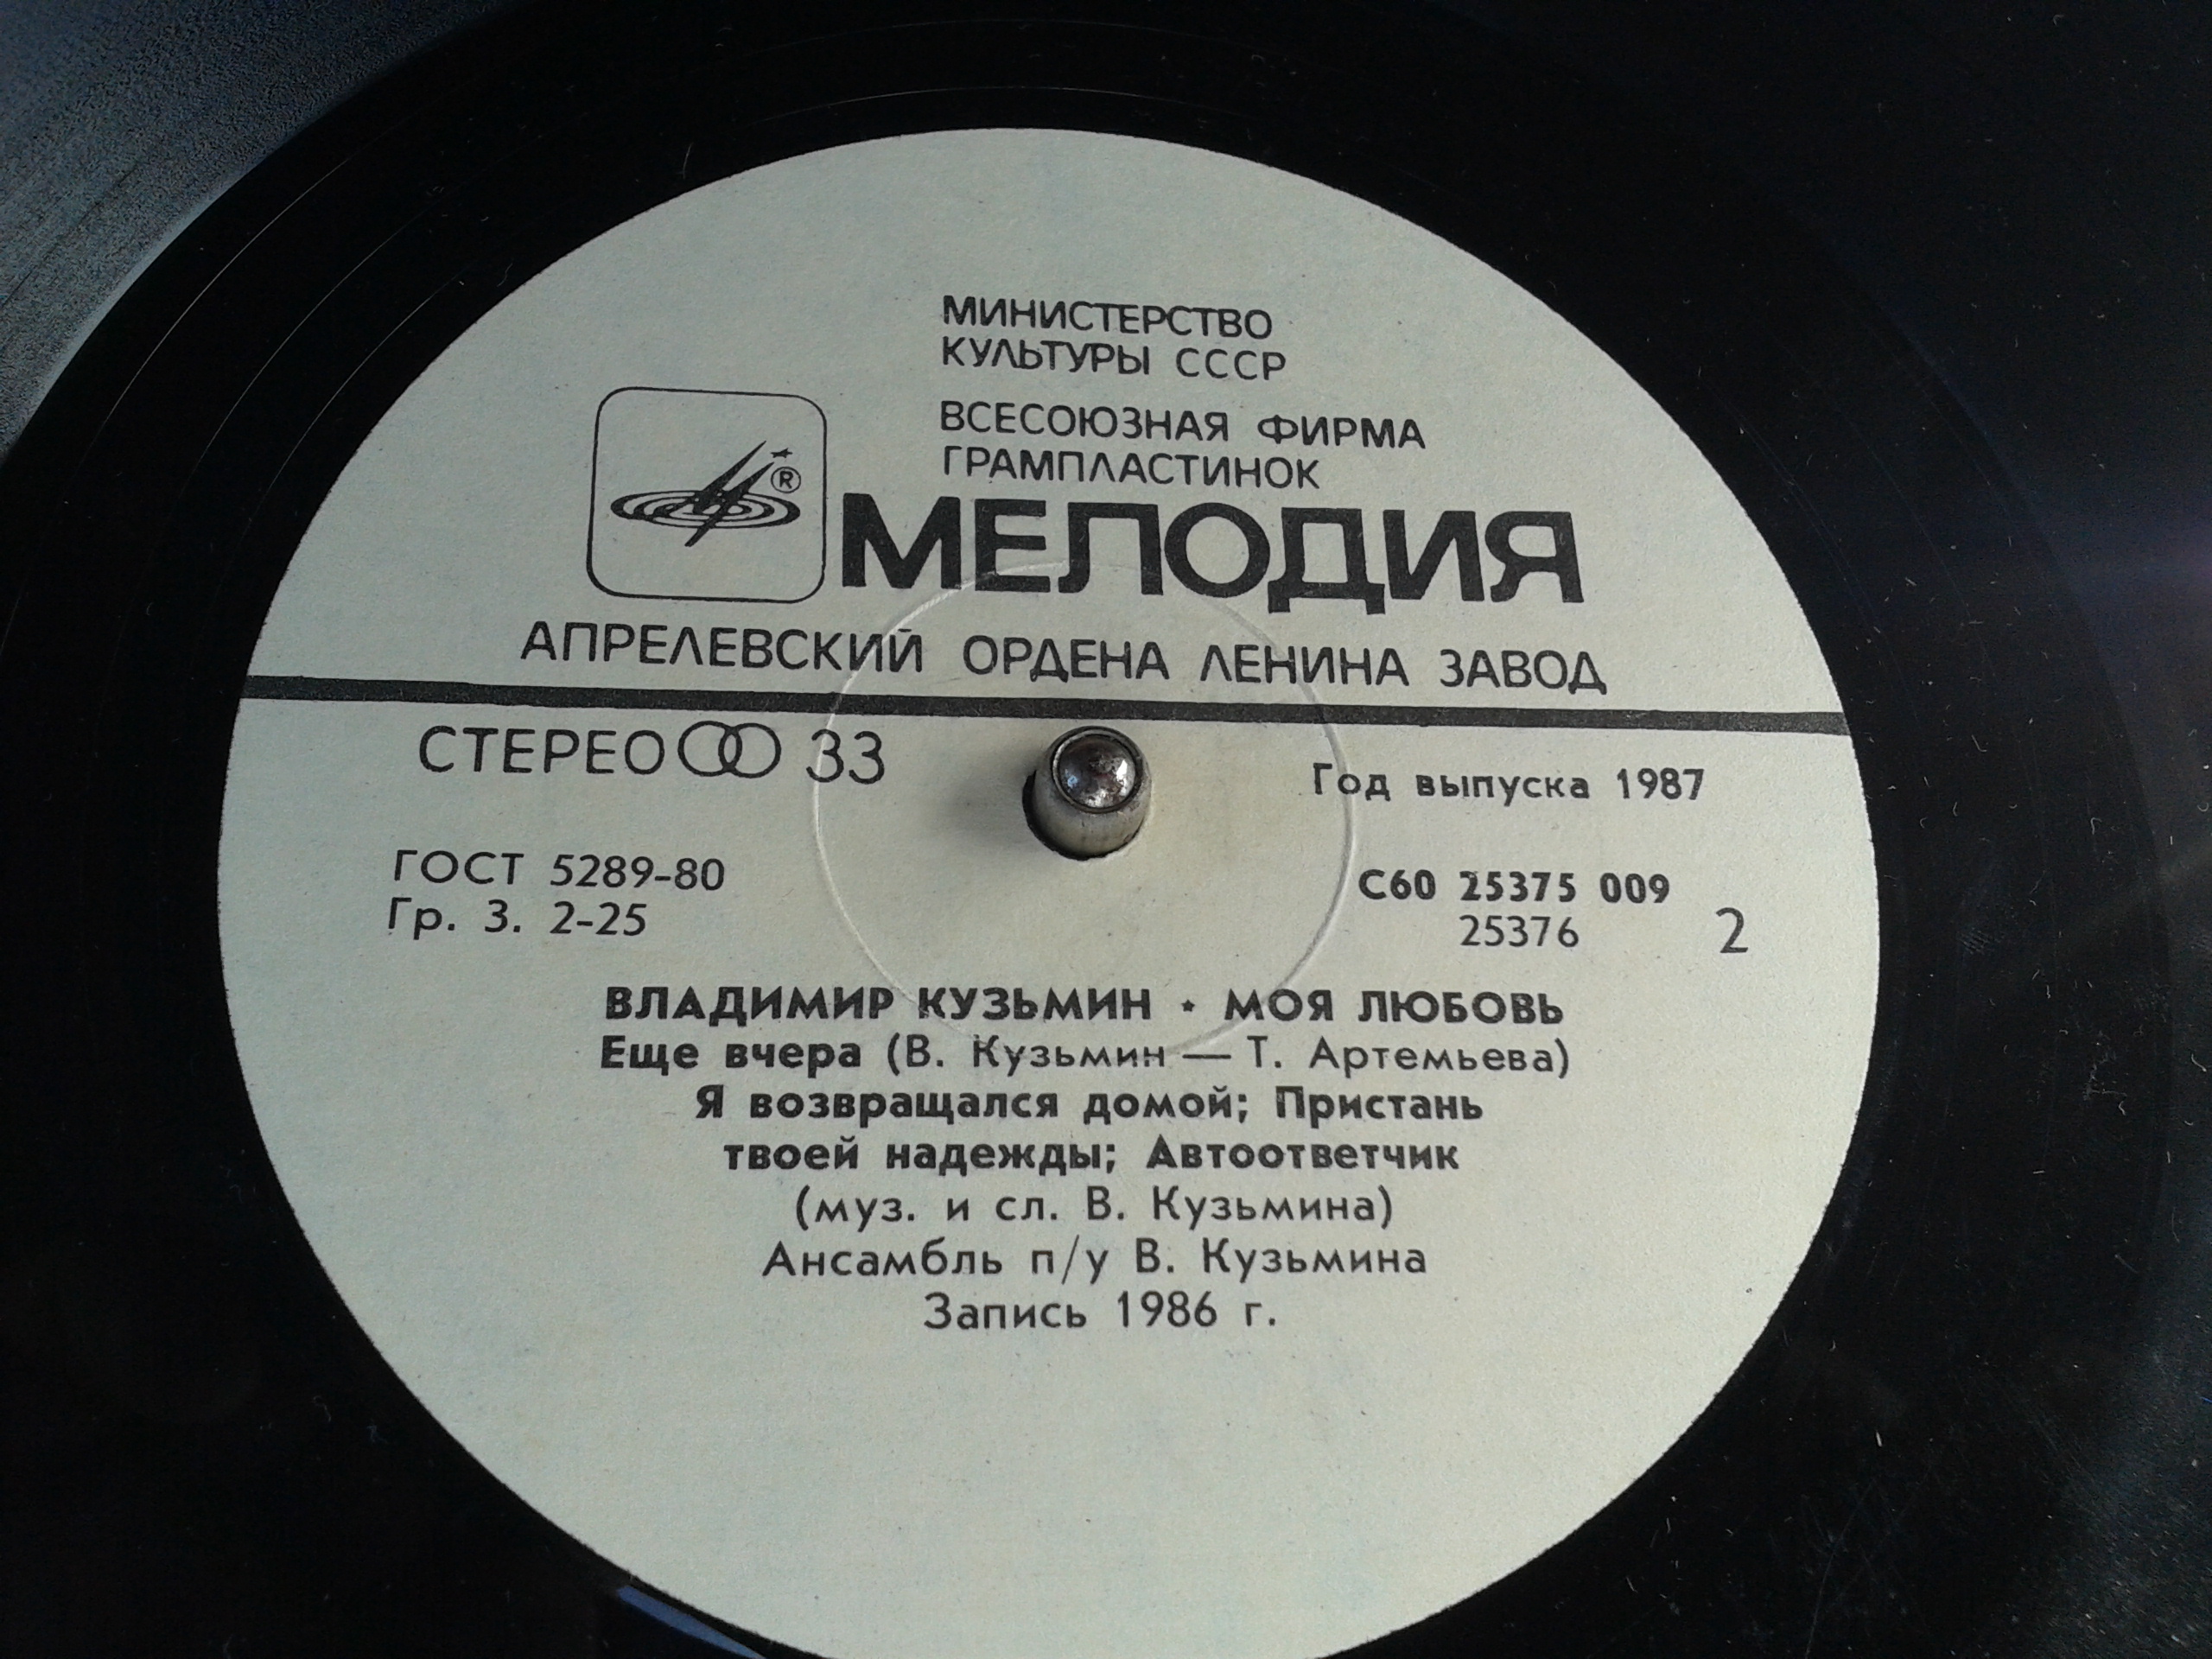 МИНИСТЕРСТВО
КУЛЬТУРЫ СССР
ВСЕСОЮЗНАЯ ФИРМА
ГРАМПЛАСТИНОК
®
МЕЛОДИЯ
АПРЕЛЕВСКИЙ ОРДЕНА ЛЕНИНА ЗАВОД
СТЕРЕО 33
Год выпуска 1987
ГОСТ 5289-80
Гр. 3. 2-25
С60 25375 009
25376
2
ВЛАДИМИР КУЗЬМИН · МОЯ ЛЮБОВЬ
Еще вчера (В. Кузьмин — Т. Артемьева)
Я возвращался домой; Пристань
твоей надежды; Автоответчик
(муз. и сл. В. Кузьмина)
Ансамбль п/у В. Кузьмина
Запись 1986 г.